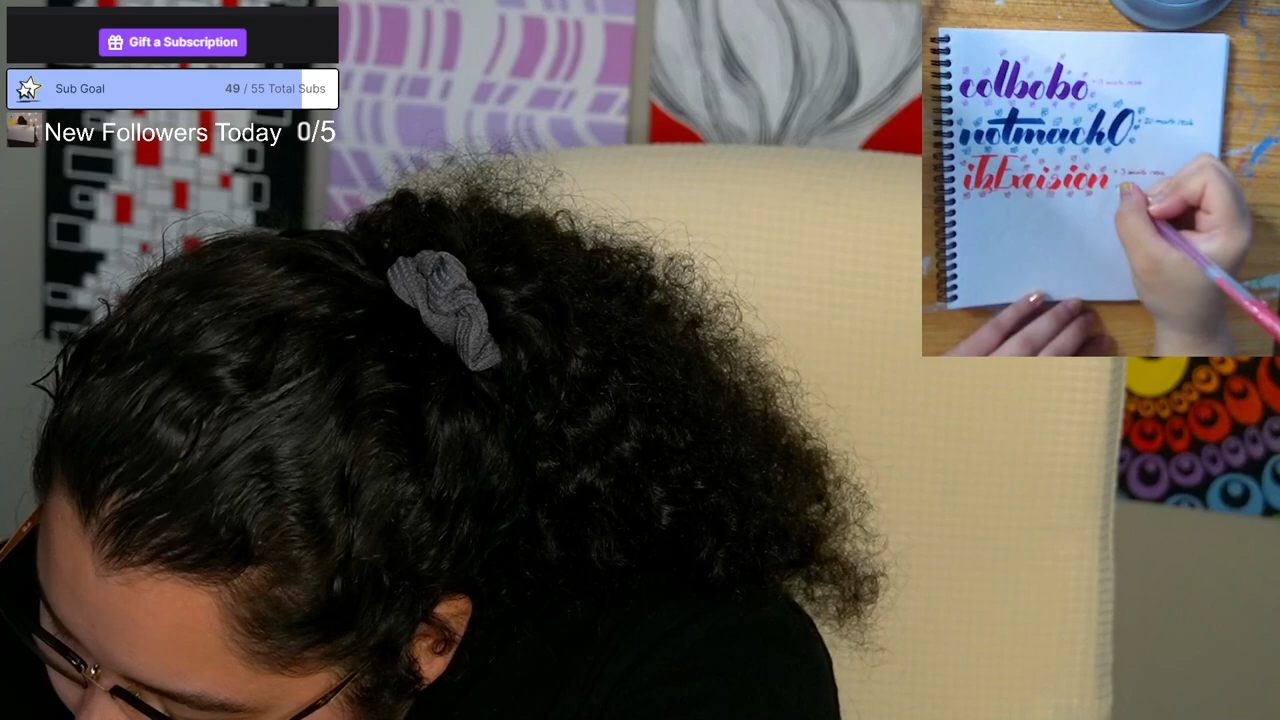 Gift a Subscription
Sub Goal 49 / 55 Total Subs
New Followers Today 0/5
colbobo
notmach0
itzExcision